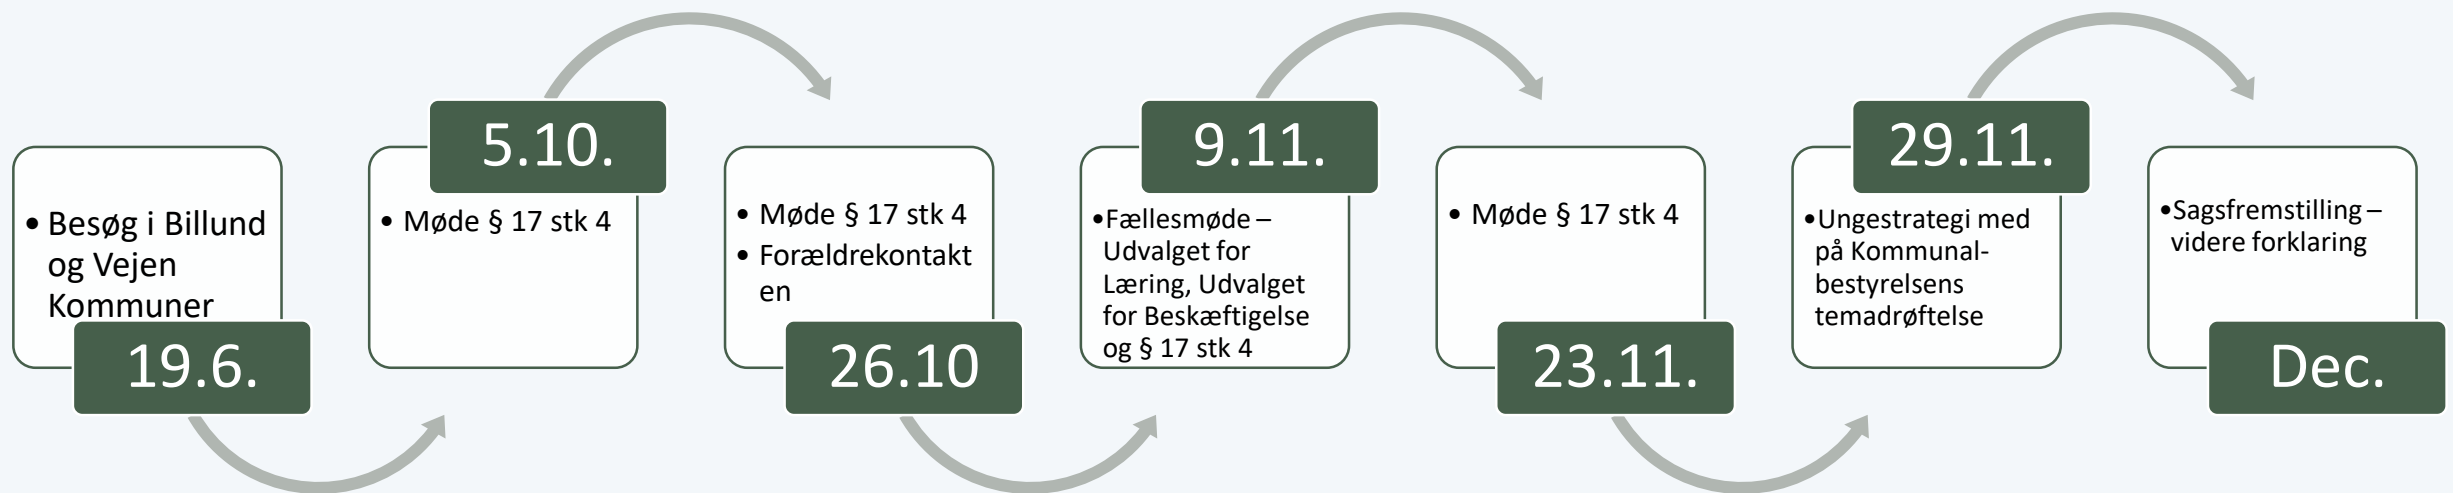 • Besøg i Billund
og Vejen
Kommuner
19.6.
5.10.
• Møde § 17 stk 4
• Møde § 17 stk 4
• Forældrekontakt
en
26.10
9.11.
•Fællesmøde –
Udvalget for
Læring, Udvalget
for Beskæftigelse
og § 17 stk 4
• Møde § 17 stk 4
23.11.
29.11.
•Ungestrategi med
på Kommunal-
bestyrelsens
temadrøftelse
•Sagsfremstilling –
videre forklaring
Dec.